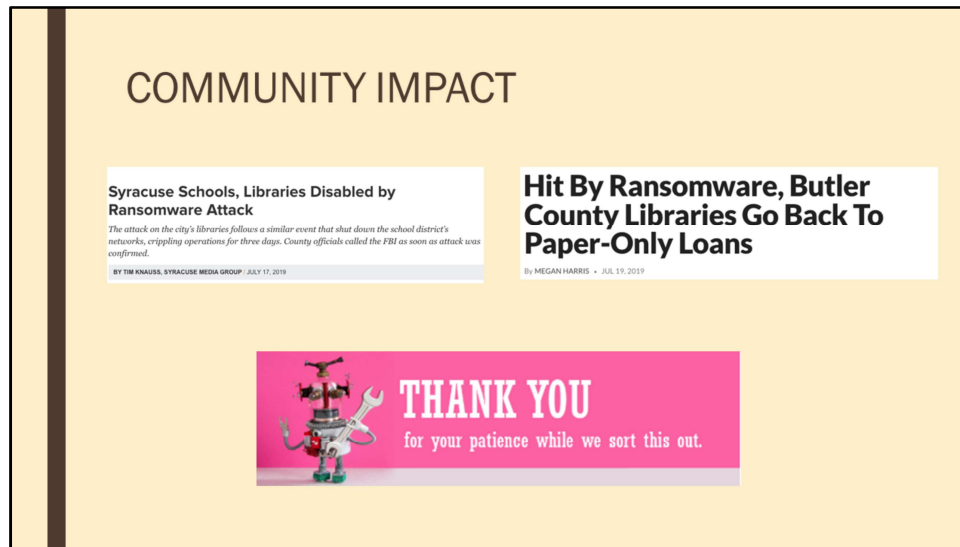 COMMUNITY IMPACT
Syracuse Schools, Libraries Disabled by
Ransomware Attack
The attack on the city's libraries follows a similar event that shut down the school district's
networks, crippling operations for three days. County officials called the FBI as soon as attack was
confirmed.
BY TIM KNAUSS, SYRACUSE MEDIA GROUP / JULY 17, 2019
Hit By Ransomware, Butler
County Libraries Go Back To
Paper-Only Loans
By MEGAN HARRIS • JUL 19, 2019
THANK YOU
for your patience while we sort this out.